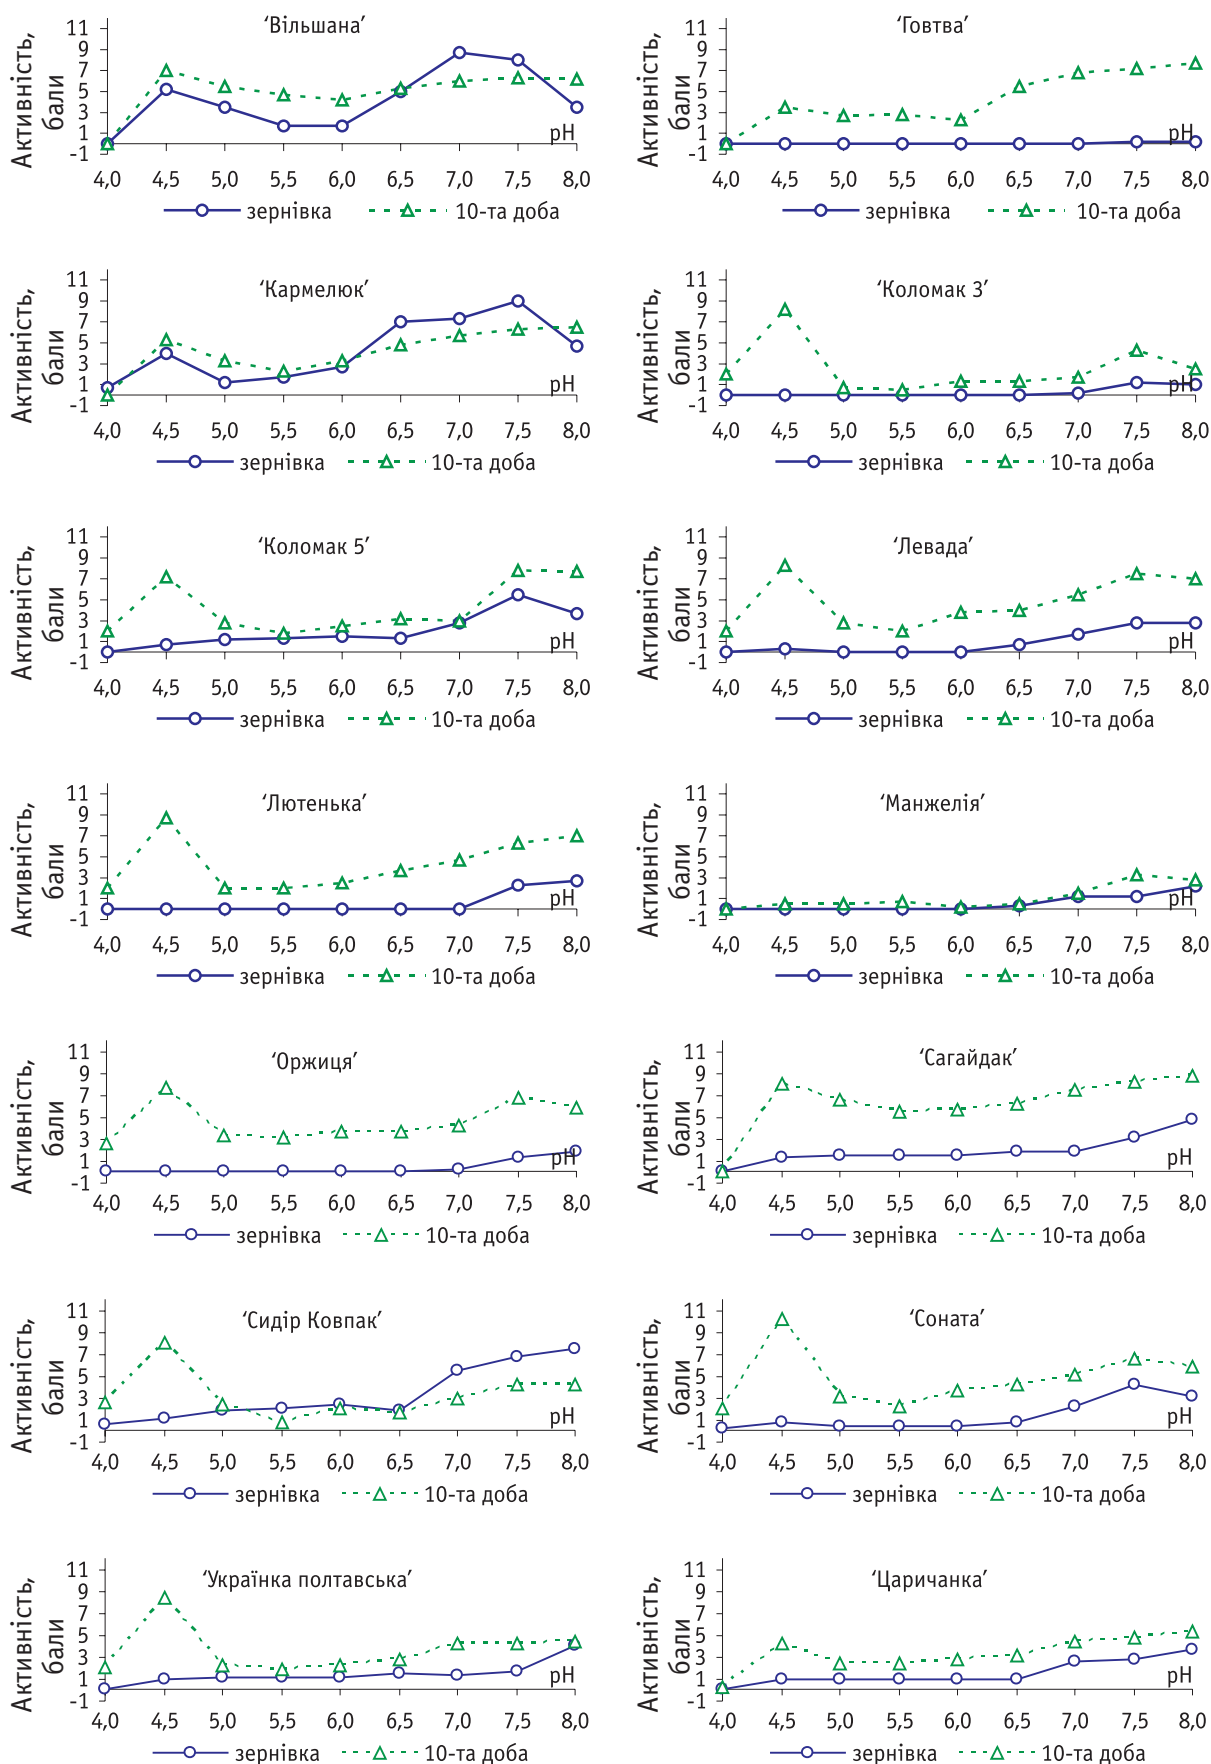 ‘Вільшана’
Активність,
бали
11
9
7
5
3
1
-1
pH
4,0 4,5 5,0 5,5 6,0 6,5 7,0 7,5 8,0
зернівка 10-та доба
‘Говтва’
Активність,
бали
11
9
7
5
3
1
-1
pH
4,0 4,5 5,0 5,5 6,0 6,5 7,0 7,5 8,0
зернівка 10-та доба
‘Кармелюк’
Активність,
бали
11
9
7
5
3
1
-1
pH
4,0 4,5 5,0 5,5 6,0 6,5 7,0 7,5 8,0
зернівка 10-та доба
‘Коломак 3’
Активність,
бали
11
9
7
5
3
1
-1
pH
4,0 4,5 5,0 5,5 6,0 6,5 7,0 7,5 8,0
зернівка 10-та доба
‘Коломак 5’
Активність,
бали
11
9
7
5
3
1
-1
pH
4,0 4,5 5,0 5,5 6,0 6,5 7,0 7,5 8,0
зернівка 10-та доба
‘Левада’
Активність,
бали
11
9
7
5
3
1
-1
pH
4,0 4,5 5,0 5,5 6,0 6,5 7,0 7,5 8,0
зернівка 10-та доба
‘Лютенька’
Активність,
бали
11
9
7
5
3
1
-1
pH
4,0 4,5 5,0 5,5 6,0 6,5 7,0 7,5 8,0
зернівка 10-та доба
‘Манжелія’
Активність,
бали
11
9
7
5
3
1
-1
pH
4,0 4,5 5,0 5,5 6,0 6,5 7,0 7,5 8,0
зернівка 10-та доба
‘Оржиця’
Активність,
бали
11
9
7
5
3
1
-1
pH
4,0 4,5 5,0 5,5 6,0 6,5 7,0 7,5 8,0
зернівка 10-та доба
‘Сагайдак’
Активність,
бали
11
9
7
5
3
1
-1
pH
4,0 4,5 5,0 5,5 6,0 6,5 7,0 7,5 8,0
зернівка 10-та доба
‘Сидір Ковпак’
Активність,
бали
11
9
7
5
3
1
-1
pH
4,0 4,5 5,0 5,5 6,0 6,5 7,0 7,5 8,0
зернівка 10-та доба
‘Соната’
Активність,
бали
11
9
7
5
3
1
-1
pH
4,0 4,5 5,0 5,5 6,0 6,5 7,0 7,5 8,0
зернівка 10-та доба
‘Українка полтавська’
Активність,
бали
11
9
7
5
3
1
-1
pH
4,0 4,5 5,0 5,5 6,0 6,5 7,0 7,5 8,0
зернівка 10-та доба
‘Царичанка’
Активність,
бали
11
9
7
5
3
1
-1
pH
4,0 4,5 5,0 5,5 6,0 6,5 7,0 7,5 8,0
зернівка 10-та доба